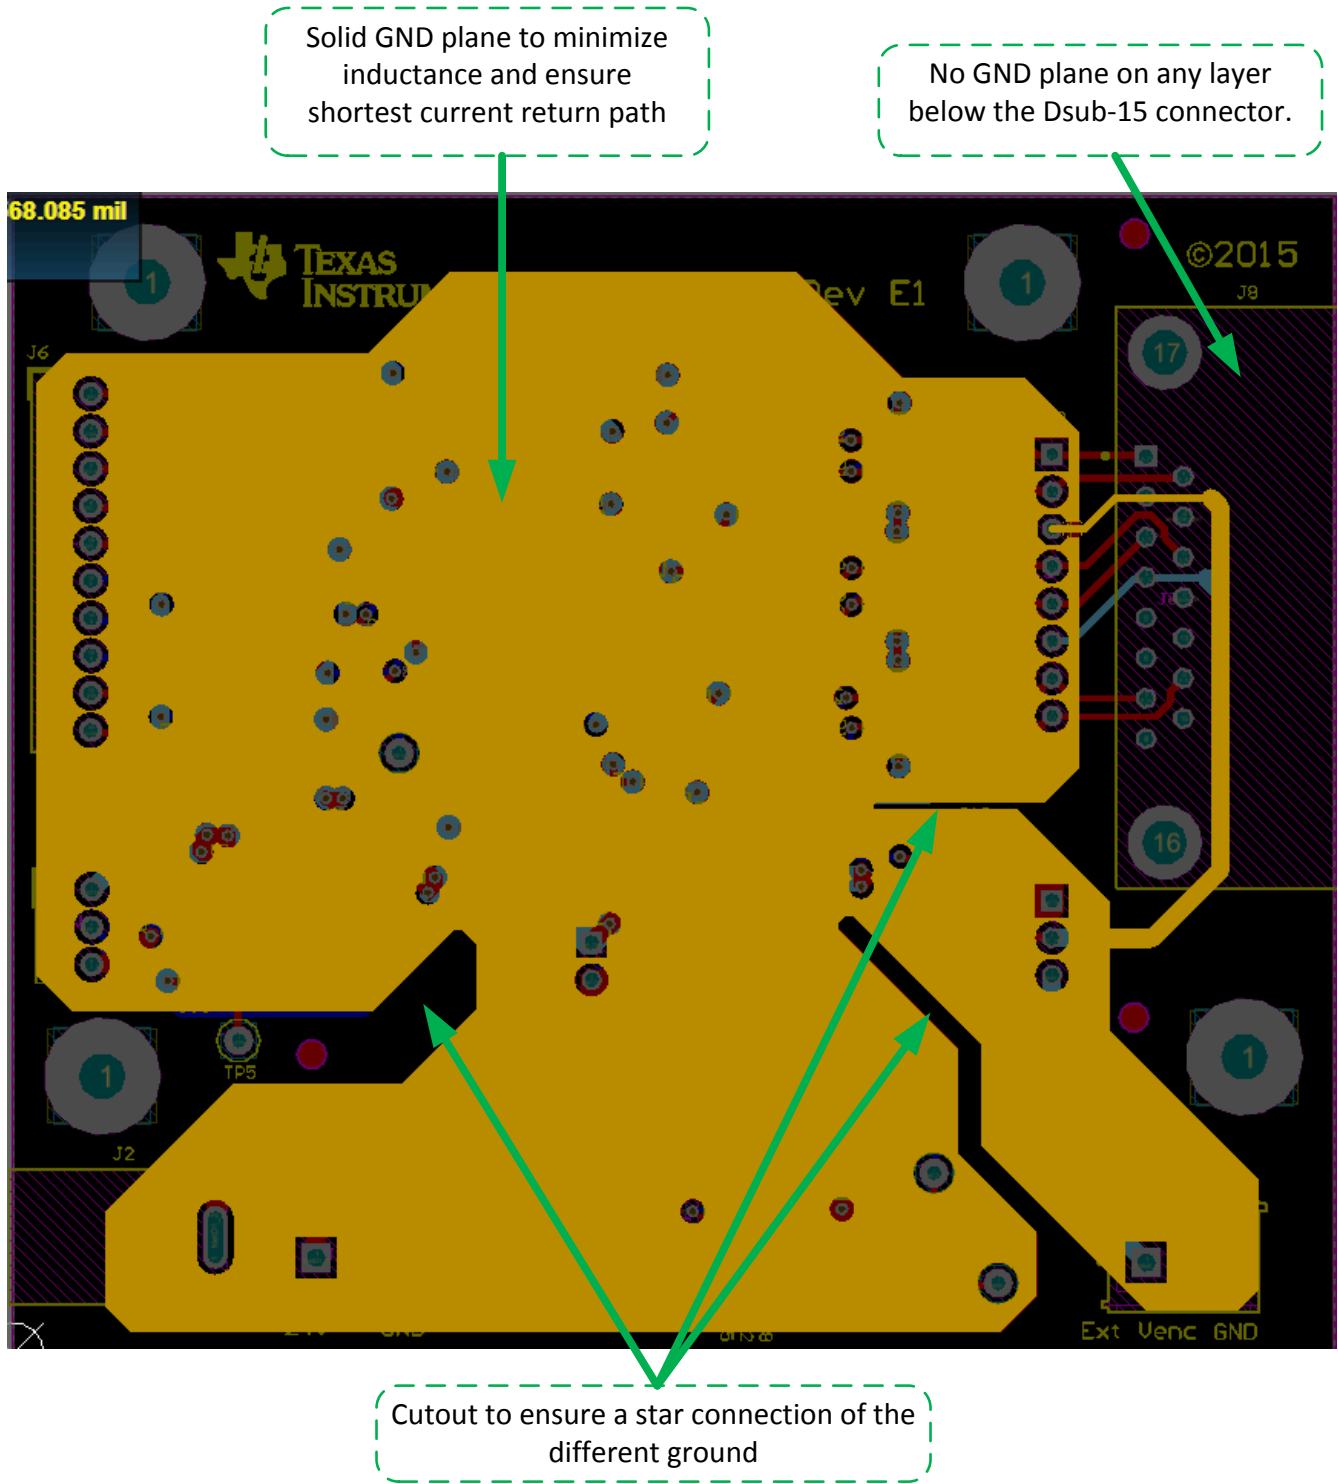 Solid GND plane to minimize
inductance and ensure
shortest current return path
No GND plane on any layer
below the Dsub-15 connector.
68.085 mil
TEXAS
INSTRU
Rev E1
©2015
J8
1
1
17
J6
16
TP5
1
1
J2
Ext Venc GND
Cutout to ensure a star connection of the
different ground